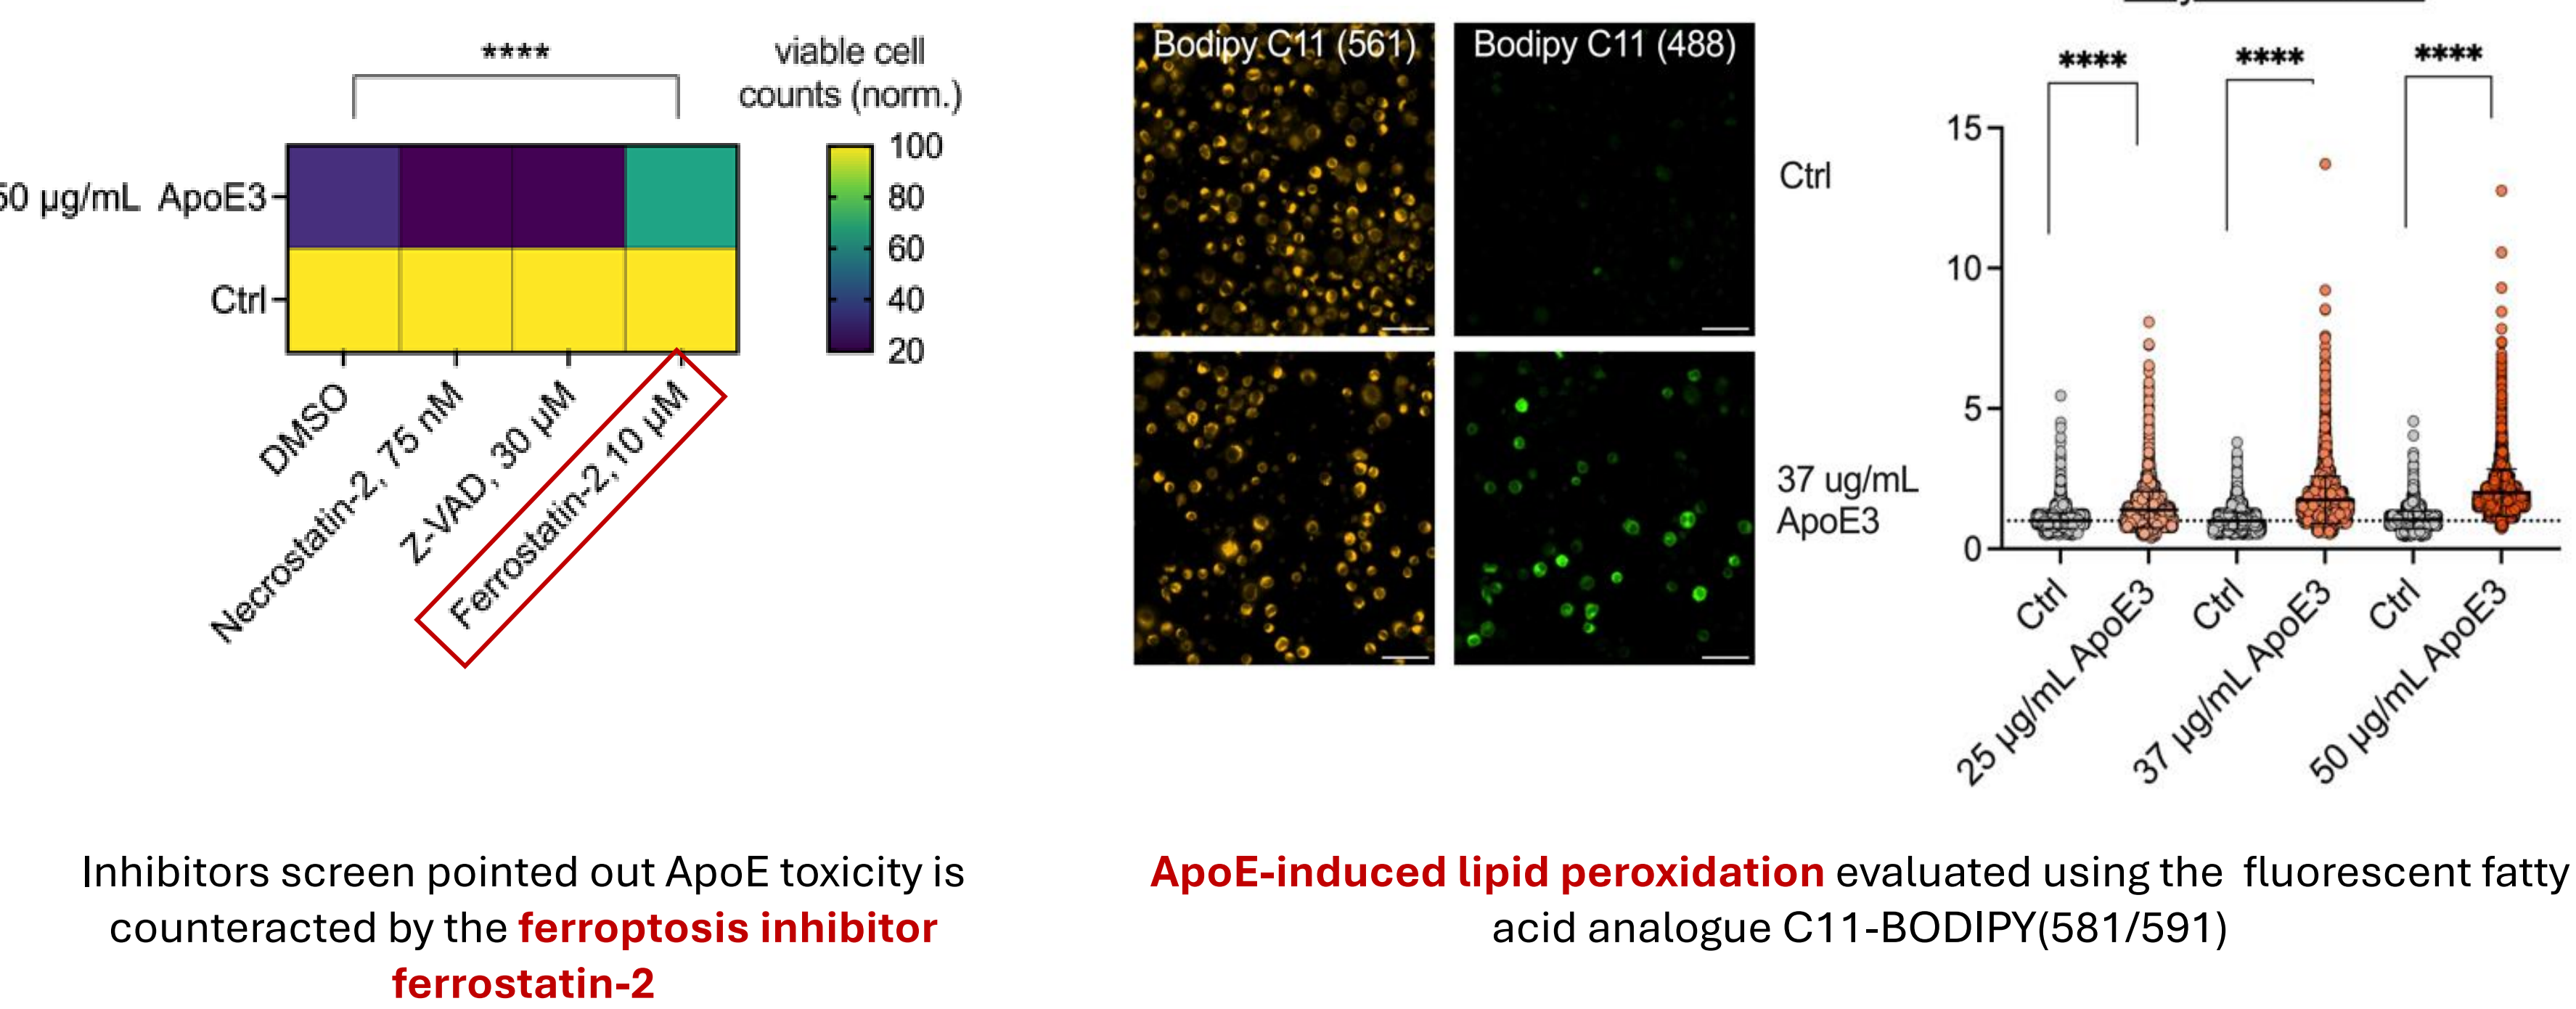 ****
viable cell
counts (norm.)
100
80
60
40
20
50 µg/mL ApoE3
Ctrl
DMSO
Necrostatin-2, 75 nM
Z-VAD, 30 µM
Ferrostatin-2, 10 µM
Inhibitors screen pointed out ApoE toxicity is
counteracted by the ferroptosis inhibitor
ferrostatin-2
Bodipy C11 (561)
Bodipy C11 (488)
Ctrl
37 ug/mL
ApoE3
****
****
****
15
10
5
0
Ctrl
25 µg/mL ApoE3
Ctrl
37 µg/mL ApoE3
Ctrl
50 µg/mL ApoE3
ApoE-induced lipid peroxidation evaluated using the fluorescent fatty
acid analogue C11-BODIPY(581/591)